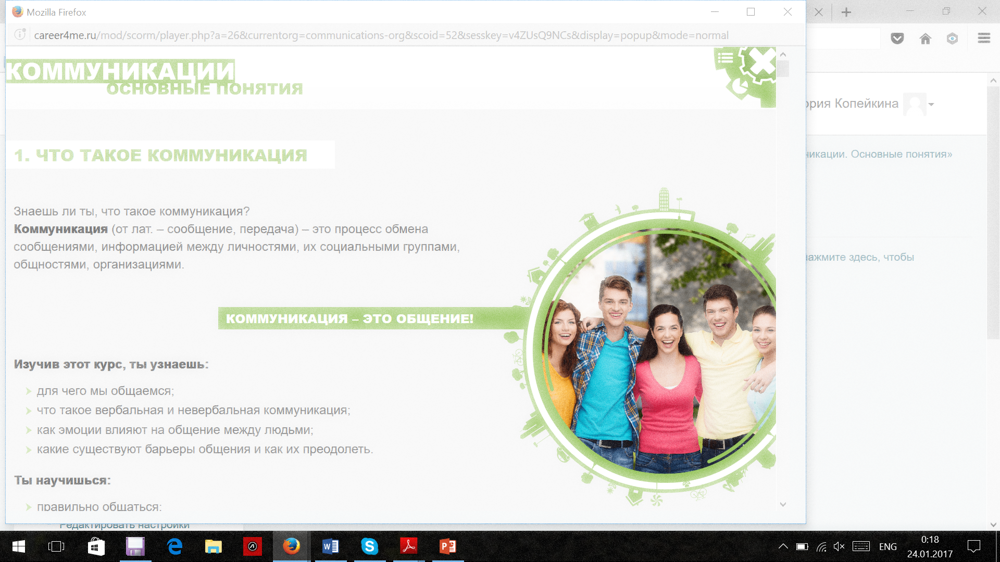 Mozilla Firefox
career4me.ru/mod/scorm/player.php?a=26&currentorg=communications-org&scoid=52&sesskey=v4ZUsQ9NCs&display=popup&mode=normal
КОММУНИКАЦИИ
ОСНОВНЫЕ ПОНЯТИЯ
ория Копейкина
никации. Основные понятия»
1. ЧТО ТАКОЕ КОММУНИКАЦИЯ
Знаешь ли ты, что такое коммуникация?
Коммуникация (от лат. – сообщение, передача) – это процесс обмена
сообщениями, информацией между личностями, их социальными группами,
общностями, организациями.
нажмите здесь, чтобы
КОММУНИКАЦИЯ – ЭТО ОБЩЕНИЕ!
Изучив этот курс, ты узнаешь:
для чего мы общаемся;
что такое вербальная и невербальная коммуникация;
как эмоции влияют на общение между людьми;
какие существуют барьеры общения и как их преодолеть.
Ты научишься:
правильно общаться;
Редактировать настройки
ENG
0:18
24.01.2017